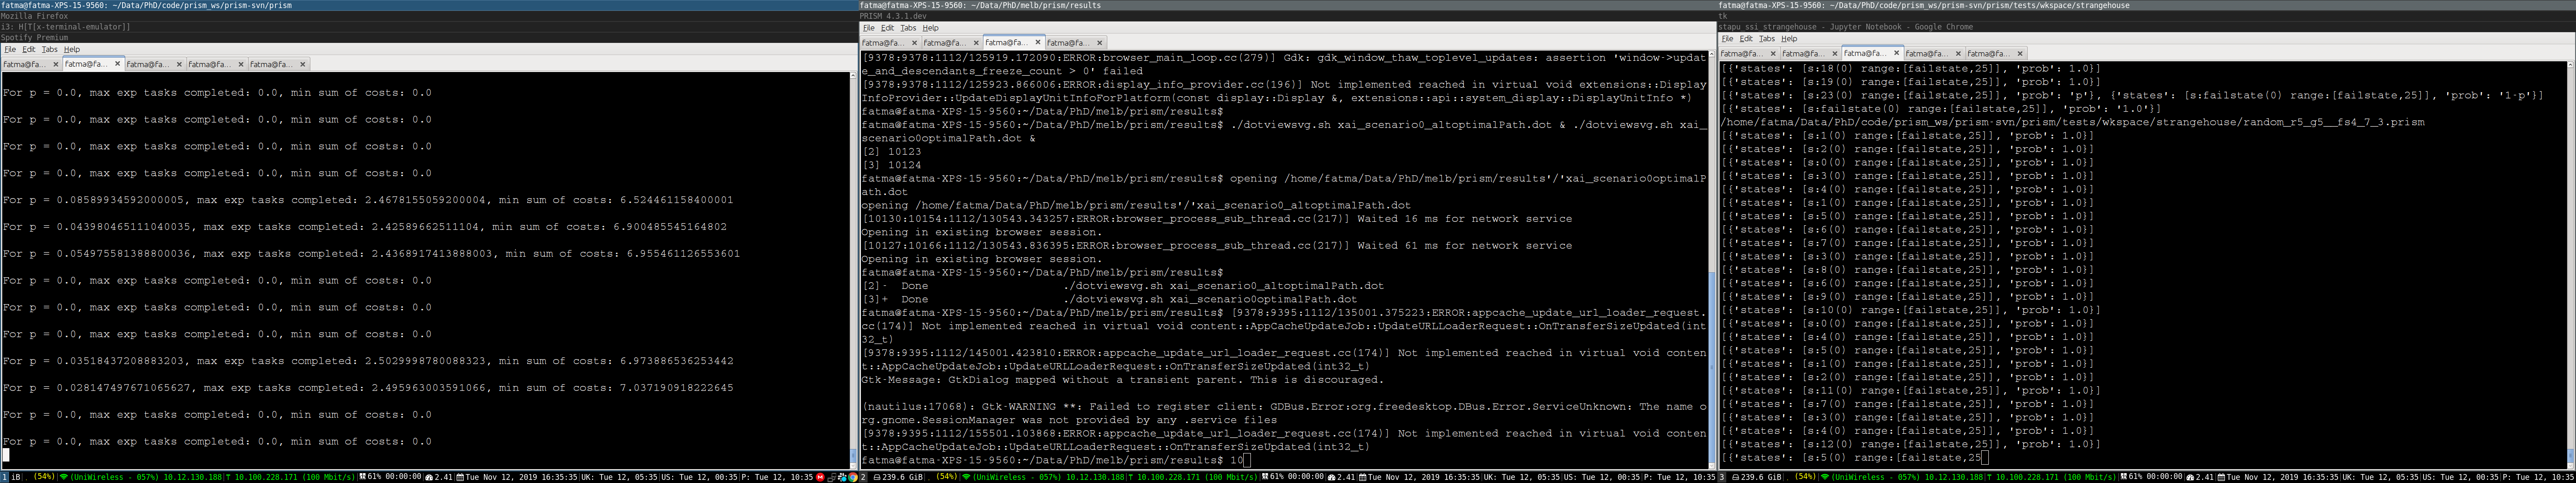 fatma@fatma-XPS-15-9560: ~/Data/PhD/code/prism_ws/prism-svn/prism
Mozilla Firefox
i3: H[T[x-terminal-emulator]]
Spotify Premium
File Edit Tabs Help
fatma@fa... × fatma@fa... × fatma@fa... × fatma@fa... × fatma@fa... ×
For p = 0.0, max exp tasks completed: 0.0, min sum of costs: 0.0
For p = 0.0, max exp tasks completed: 0.0, min sum of costs: 0.0
For p = 0.0, max exp tasks completed: 0.0, min sum of costs: 0.0
For p = 0.0, max exp tasks completed: 0.0, min sum of costs: 0.0
For p = 0.08589934592000005, max exp tasks completed: 2.4678155059200004, min sum of costs: 6.524461158400001
For p = 0.043980465111040035, max exp tasks completed: 2.42589662511104, min sum of costs: 6.900485545164802
For p = 0.054975581388800036, max exp tasks completed: 2.4368917413888003, min sum of costs: 6.955461126553601
For p = 0.0, max exp tasks completed: 0.0, min sum of costs: 0.0
For p = 0.0, max exp tasks completed: 0.0, min sum of costs: 0.0
For p = 0.0, max exp tasks completed: 0.0, min sum of costs: 0.0
For p = 0.03518437208883203, max exp tasks completed: 2.5029998780088323, min sum of costs: 6.973886536253442
For p = 0.028147497671065627, max exp tasks completed: 2.495963003591066, min sum of costs: 7.037190918222645
For p = 0.0, max exp tasks completed: 0.0, min sum of costs: 0.0
For p = 0.0, max exp tasks completed: 0.0, min sum of costs: 0.0
1 iB (54%) (UniWireless - 057%) 10.12.130.188 10.100.228.171 (100 Mbit/s) 61% 00:00:00 2.41 Tue Nov 12, 2019 16:35:35 UK: Tue 12, 05:35 US: Tue 12, 00:35 P: Tue 12, 10:35
fatma@fatma-XPS-15-9560: ~/Data/PhD/melb/prism/results
PRISM 4.3.1.dev
File Edit Tabs Help
fatma@fa... × fatma@fa... × fatma@fa... × fatma@fa... ×
[9378:9378:1112/125919.172090:ERROR:browser_main_loop.cc(279)] Gdk: gdk_window_thaw_toplevel_updates: assertion 'window->updat
e_and_descendants_freeze_count > 0' failed
[9378:9378:1112/125923.866006:ERROR:display_info_provider.cc(196)] Not implemented reached in virtual void extensions::Display
InfoProvider::UpdateDisplayUnitInfoForPlatform(const display::Display &, extensions::api::system_display::DisplayUnitInfo *)
fatma@fatma-XPS-15-9560:~/Data/PhD/melb/prism/results$
fatma@fatma-XPS-15-9560:~/Data/PhD/melb/prism/results$ ./dotviewsvg.sh xai_scenario0_altoptimalPath.dot & ./dotviewsvg.sh xai_
scenario0optimalPath.dot &
[2] 10123
[3] 10124
fatma@fatma-XPS-15-9560:~/Data/PhD/melb/prism/results$ opening /home/fatma/Data/PhD/melb/prism/results'/'xai_scenario0optimalP
ath.dot
opening /home/fatma/Data/PhD/melb/prism/results'/'xai_scenario0_altoptimalPath.dot
[10130:10154:1112/130543.343257:ERROR:browser_process_sub_thread.cc(217)] Waited 16 ms for network service
Opening in existing browser session.
[10127:10166:1112/130543.836395:ERROR:browser_process_sub_thread.cc(217)] Waited 61 ms for network service
Opening in existing browser session.
fatma@fatma-XPS-15-9560:~/Data/PhD/melb/prism/results$
[2]- Done ./dotviewsvg.sh xai_scenario0_altoptimalPath.dot
[3]+ Done ./dotviewsvg.sh xai_scenario0optimalPath.dot
fatma@fatma-XPS-15-9560:~/Data/PhD/melb/prism/results$ [9378:9395:1112/135001.375223:ERROR:appcache_update_url_loader_request.
cc(174)] Not implemented reached in virtual void content::AppCacheUpdateJob::UpdateURLLoaderRequest::OnTransferSizeUpdated(int
32_t)
[9378:9395:1112/145001.423810:ERROR:appcache_update_url_loader_request.cc(174)] Not implemented reached in virtual void conten
t::AppCacheUpdateJob::UpdateURLLoaderRequest::OnTransferSizeUpdated(int32_t)
Gtk-Message: GtkDialog mapped without a transient parent. This is discouraged.
(nautilus:17068): Gtk-WARNING **: Failed to register client: GDBus.Error:org.freedesktop.DBus.Error.ServiceUnknown: The name o
rg.gnome.SessionManager was not provided by any .service files
[9378:9395:1112/155501.103868:ERROR:appcache_update_url_loader_request.cc(174)] Not implemented reached in virtual void conten
t::AppCacheUpdateJob::UpdateURLLoaderRequest::OnTransferSizeUpdated(int32_t)
fatma@fatma-XPS-15-9560:~/Data/PhD/melb/prism/results$ 10
2 239.6 GiB (54%) (UniWireless - 057%) 10.12.130.188 10.100.228.171 (100 Mbit/s) 61% 00:00:00 2.41 Tue Nov 12, 2019 16:35:35 UK: Tue 12, 05:35 US: Tue 12, 00:35 P: Tue 12, 10:35
fatma@fatma-XPS-15-9560: ~/Data/PhD/code/prism_ws/prism-svn/prism/tests/wkspace/strangehouse
tk
stapu_ssi_strangehouse - Jupyter Notebook - Google Chrome
File Edit Tabs Help
fatma@fa... × fatma@fa... × fatma@fa... × fatma@fa... × fatma@fa... ×
[{'states': [s:18(0) range:[failstate,25]], 'prob': 1.0}]
[{'states': [s:19(0) range:[failstate,25]], 'prob': 1.0}]
[{'states': [s:23(0) range:[failstate,25]], 'prob': 'p'}, {'states': [s:failstate(0) range:[failstate,25]], 'prob': '1-p'}]
[{'states': [s:failstate(0) range:[failstate,25]], 'prob': '1.0'}]
/home/fatma/Data/PhD/code/prism_ws/prism-svn/prism/tests/wkspace/strangehouse/random_r5_g5__fs4_7_3.prism
[{'states': [s:1(0) range:[failstate,25]], 'prob': 1.0}]
[{'states': [s:2(0) range:[failstate,25]], 'prob': 1.0}]
[{'states': [s:0(0) range:[failstate,25]], 'prob': 1.0}]
[{'states': [s:3(0) range:[failstate,25]], 'prob': 1.0}]
[{'states': [s:4(0) range:[failstate,25]], 'prob': 1.0}]
[{'states': [s:1(0) range:[failstate,25]], 'prob': 1.0}]
[{'states': [s:5(0) range:[failstate,25]], 'prob': 1.0}]
[{'states': [s:6(0) range:[failstate,25]], 'prob': 1.0}]
[{'states': [s:7(0) range:[failstate,25]], 'prob': 1.0}]
[{'states': [s:3(0) range:[failstate,25]], 'prob': 1.0}]
[{'states': [s:8(0) range:[failstate,25]], 'prob': 1.0}]
[{'states': [s:6(0) range:[failstate,25]], 'prob': 1.0}]
[{'states': [s:9(0) range:[failstate,25]], 'prob': 1.0}]
[{'states': [s:10(0) range:[failstate,25]], 'prob': 1.0}]
[{'states': [s:0(0) range:[failstate,25]], 'prob': 1.0}]
[{'states': [s:4(0) range:[failstate,25]], 'prob': 1.0}]
[{'states': [s:5(0) range:[failstate,25]], 'prob': 1.0}]
[{'states': [s:1(0) range:[failstate,25]], 'prob': 1.0}]
[{'states': [s:2(0) range:[failstate,25]], 'prob': 1.0}]
[{'states': [s:11(0) range:[failstate,25]], 'prob': 1.0}]
[{'states': [s:7(0) range:[failstate,25]], 'prob': 1.0}]
[{'states': [s:3(0) range:[failstate,25]], 'prob': 1.0}]
[{'states': [s:4(0) range:[failstate,25]], 'prob': 1.0}]
[{'states': [s:12(0) range:[failstate,25]], 'prob': 1.0}]
[{'states': [s:5(0) range:[failstate,25
3 239.6 GiB (54%) (UniWireless - 057%) 10.12.130.188 10.100.228.171 (100 Mbit/s) 61% 00:00:00 2.41 Tue Nov 12, 2019 16:35:35 UK: Tue 12, 05:35 US: Tue 12, 00:35 P: Tue 12, 10:35